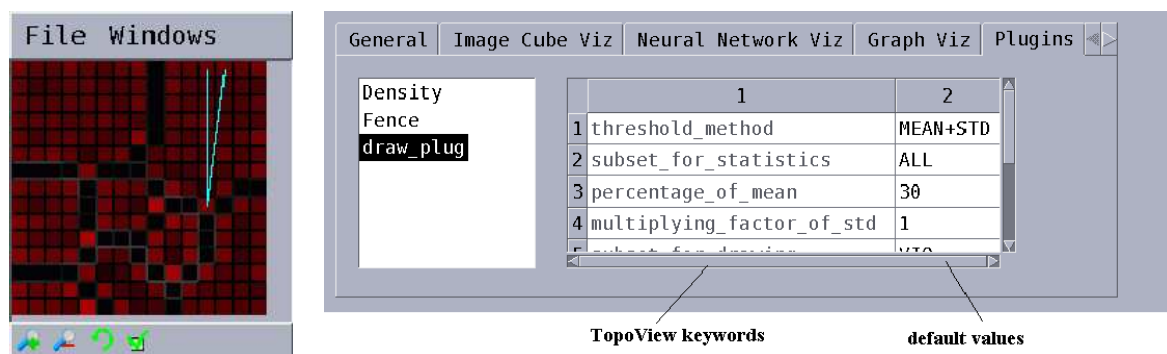 File Windows
General Image Cube Viz Neural Network Viz Graph Viz Plugins
Density
Fence
draw_plug
1 2
1 threshold_method MEAN+STD
2 subset_for_statistics ALL
3 percentage_of_mean 30
4 multiplying_factor_of_std 1
TopoView keywords default values